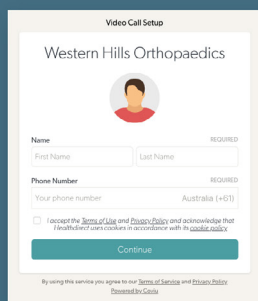 Video Call Setup
Western Hills Orthopaedics
Name REQUIRED
First Name Last Name
Phone Number REQUIRED
Your phone number Australia (+61)
I accept the Terms of Use and Privacy Policy and acknowledge that
Healthdirect uses cookies in accordance with its cookie policy
Continue
By using this service you agree to our Terms of Service and Privacy Policy
Powered by Coviu